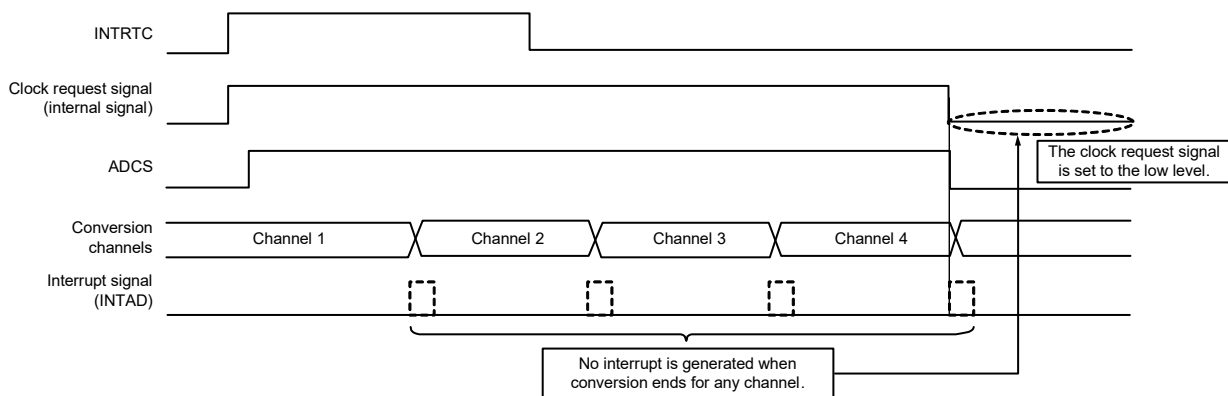 INTRTC
Clock request signal
(internal signal)
ADCS
The clock request signal
is set to the low level.
Conversion
channels
Channel 1
Channel 2
Channel 3
Channel 4
Interrupt signal
(INTAD)
No interrupt is generated when
conversion ends for any channel.